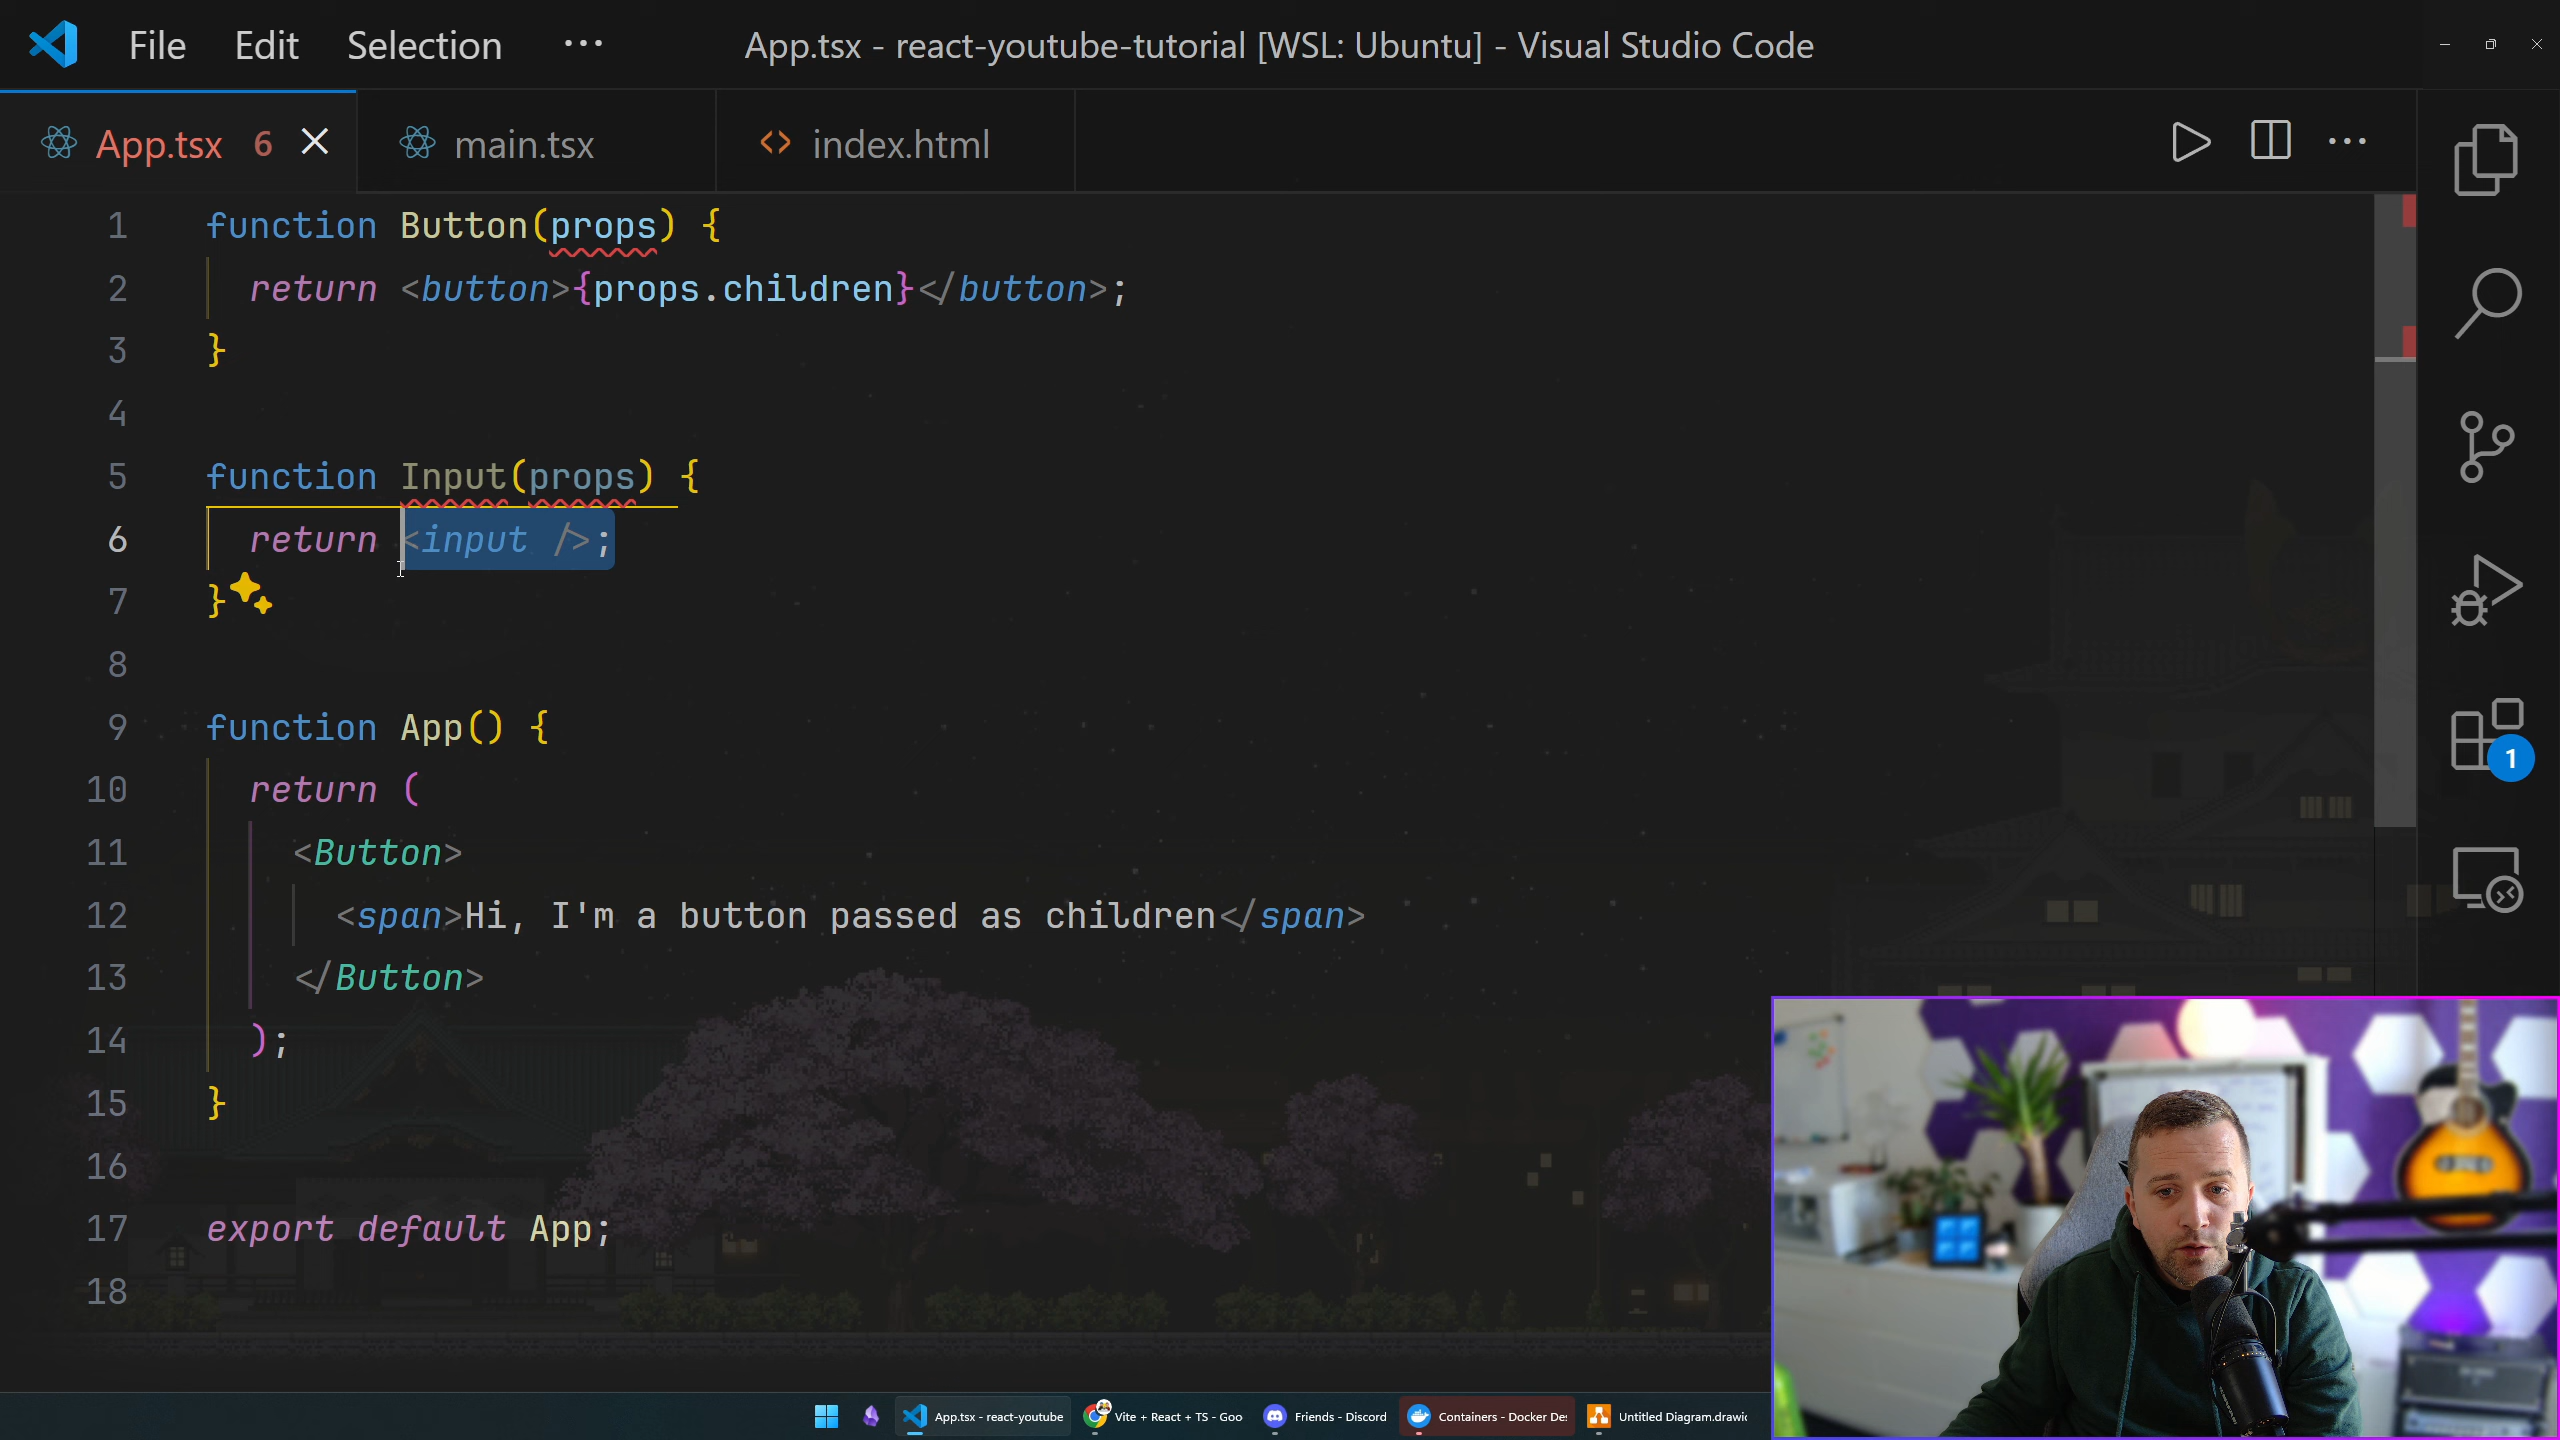 File Edit Selection ··· App.tsx - react-youtube-tutorial [WSL: Ubuntu] - Visual Studio Code
App.tsx 6 main.tsx index.html
1 function Button(props) {
2 return <button>{props.children}</button>;
3 }
4
5 function Input(props) {
6 return <input />;
7 }
8
9 function App() {
10 return (
11 <Button>
12 <span>Hi, I'm a button passed as children</span>
13 </Button>
14 );
15 }
16
17 export default App;
18
1
App.tsx - react-youtube Vite + React + TS - Goo Friends - Discord Containers - Docker De Untitled Diagram.drawi